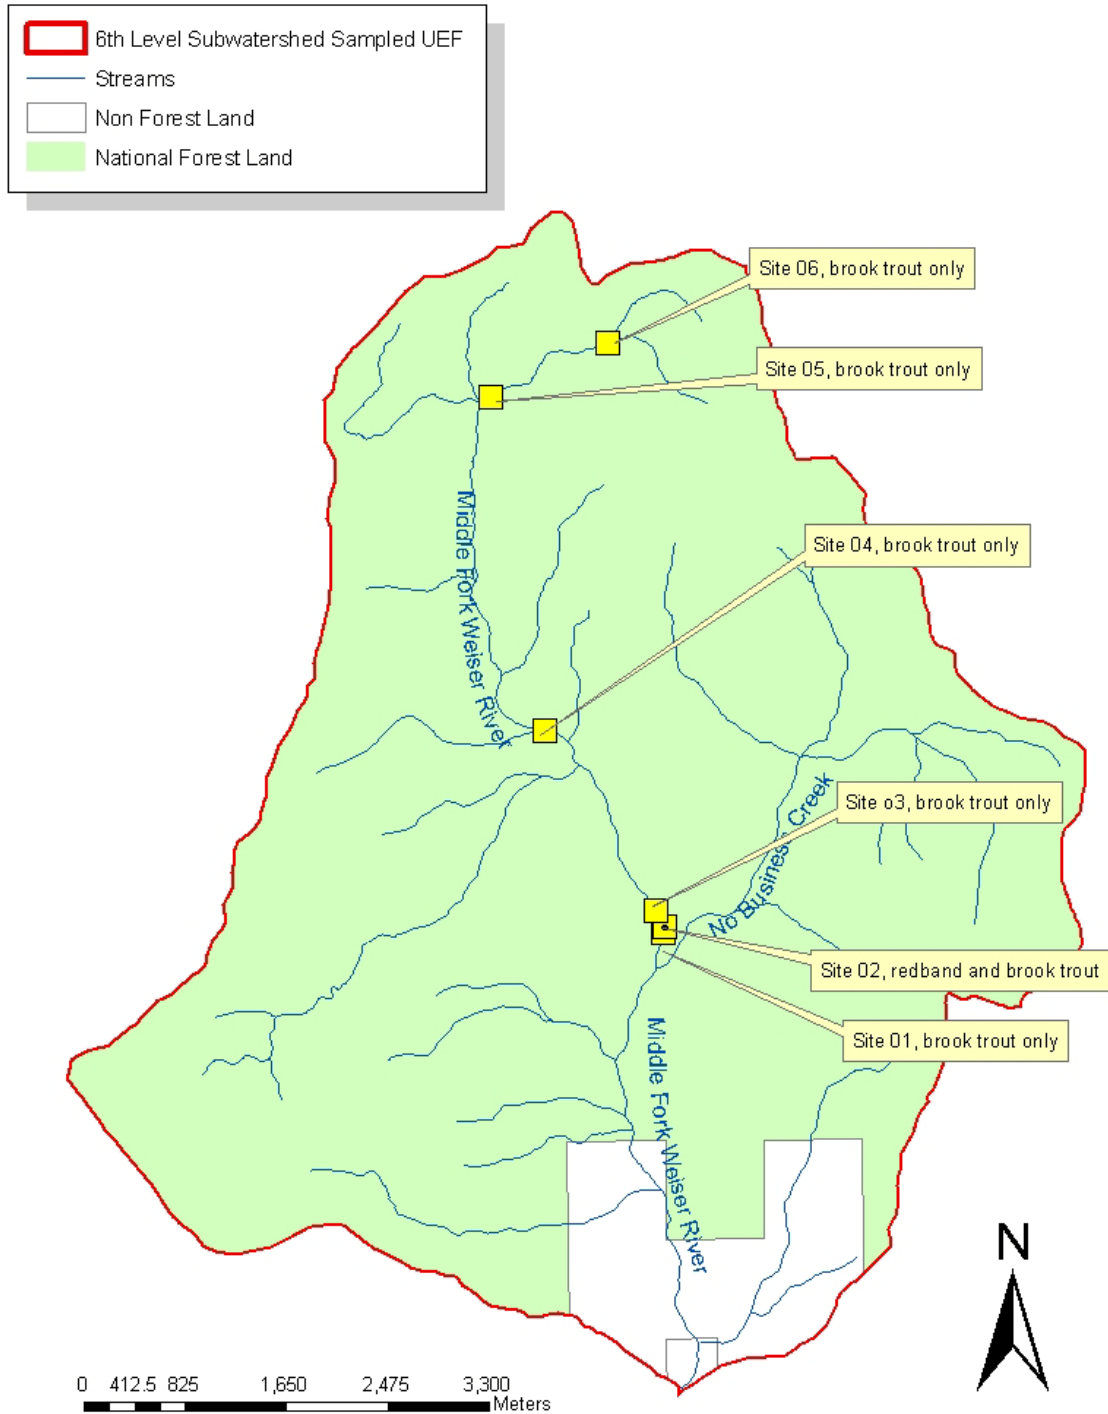 6th Level Subwatershed Sampled UEF
Streams
Non Forest Land
National Forest Land
Site 06, brook trout only
Site 05, brook trout only
Middle Fork Weiser River
Site 04, brook trout only
Site o3, brook trout only
No Business Creek
Site 02, redband and brook trout
Site 01, brook trout only
Middle Fork Weiser River
N
0 412.5 825 1,650 2,475 3,300
Meters